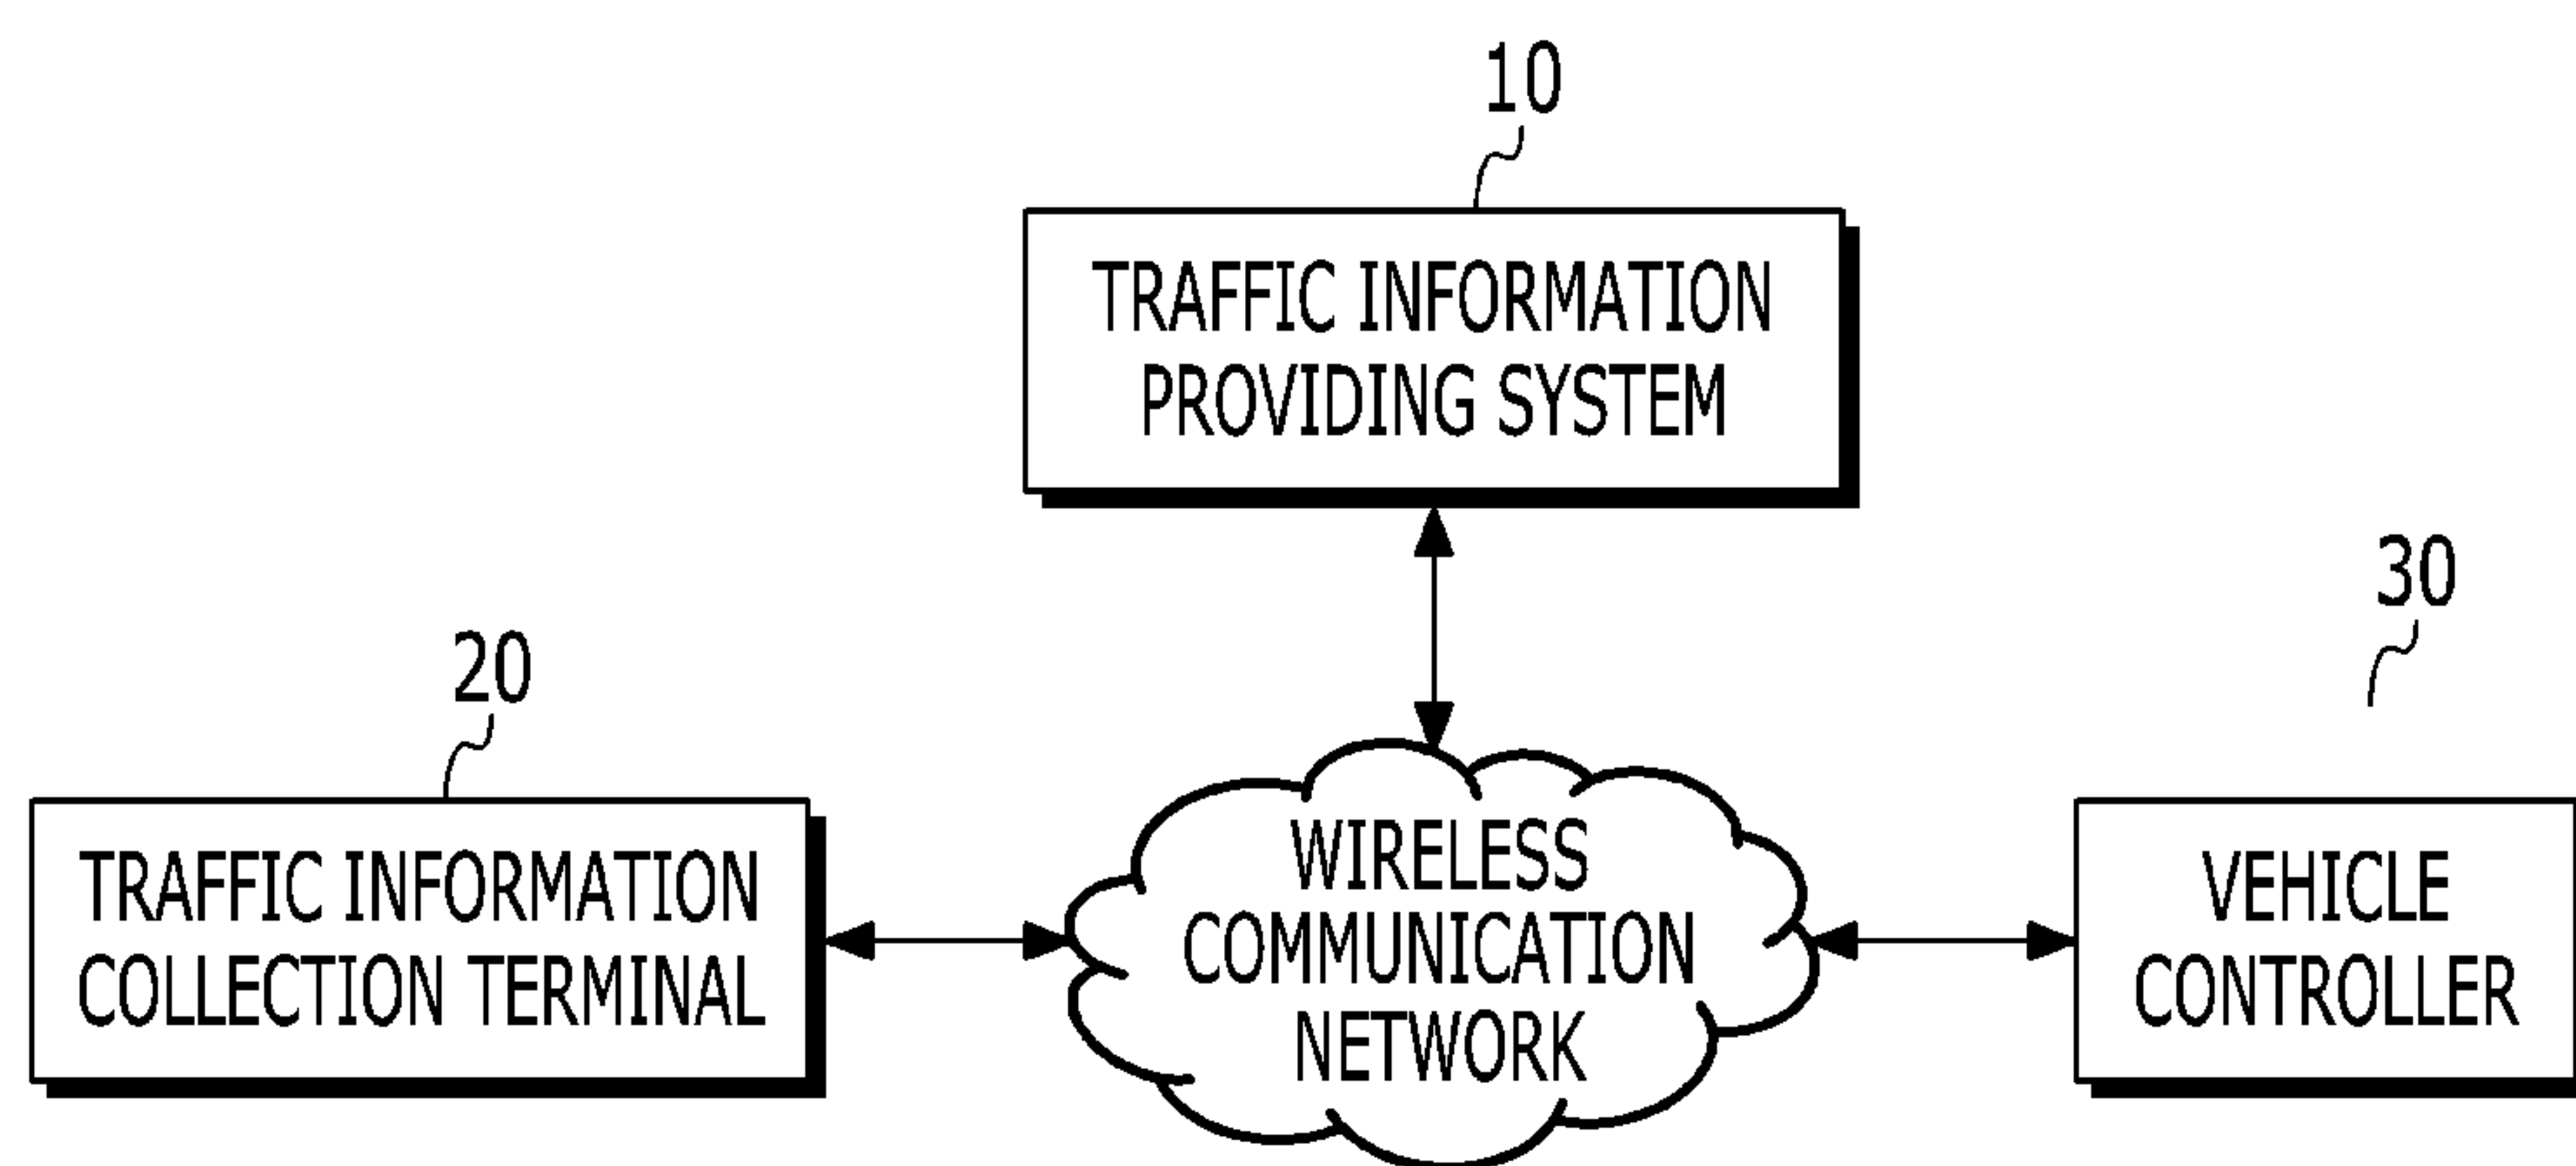 10
TRAFFIC INFORMATION
PROVIDING SYSTEM
20
TRAFFIC INFORMATION
COLLECTION TERMINAL
WIRELESS
COMMUNICATION
NETWORK
30
VEHICLE
CONTROLLER